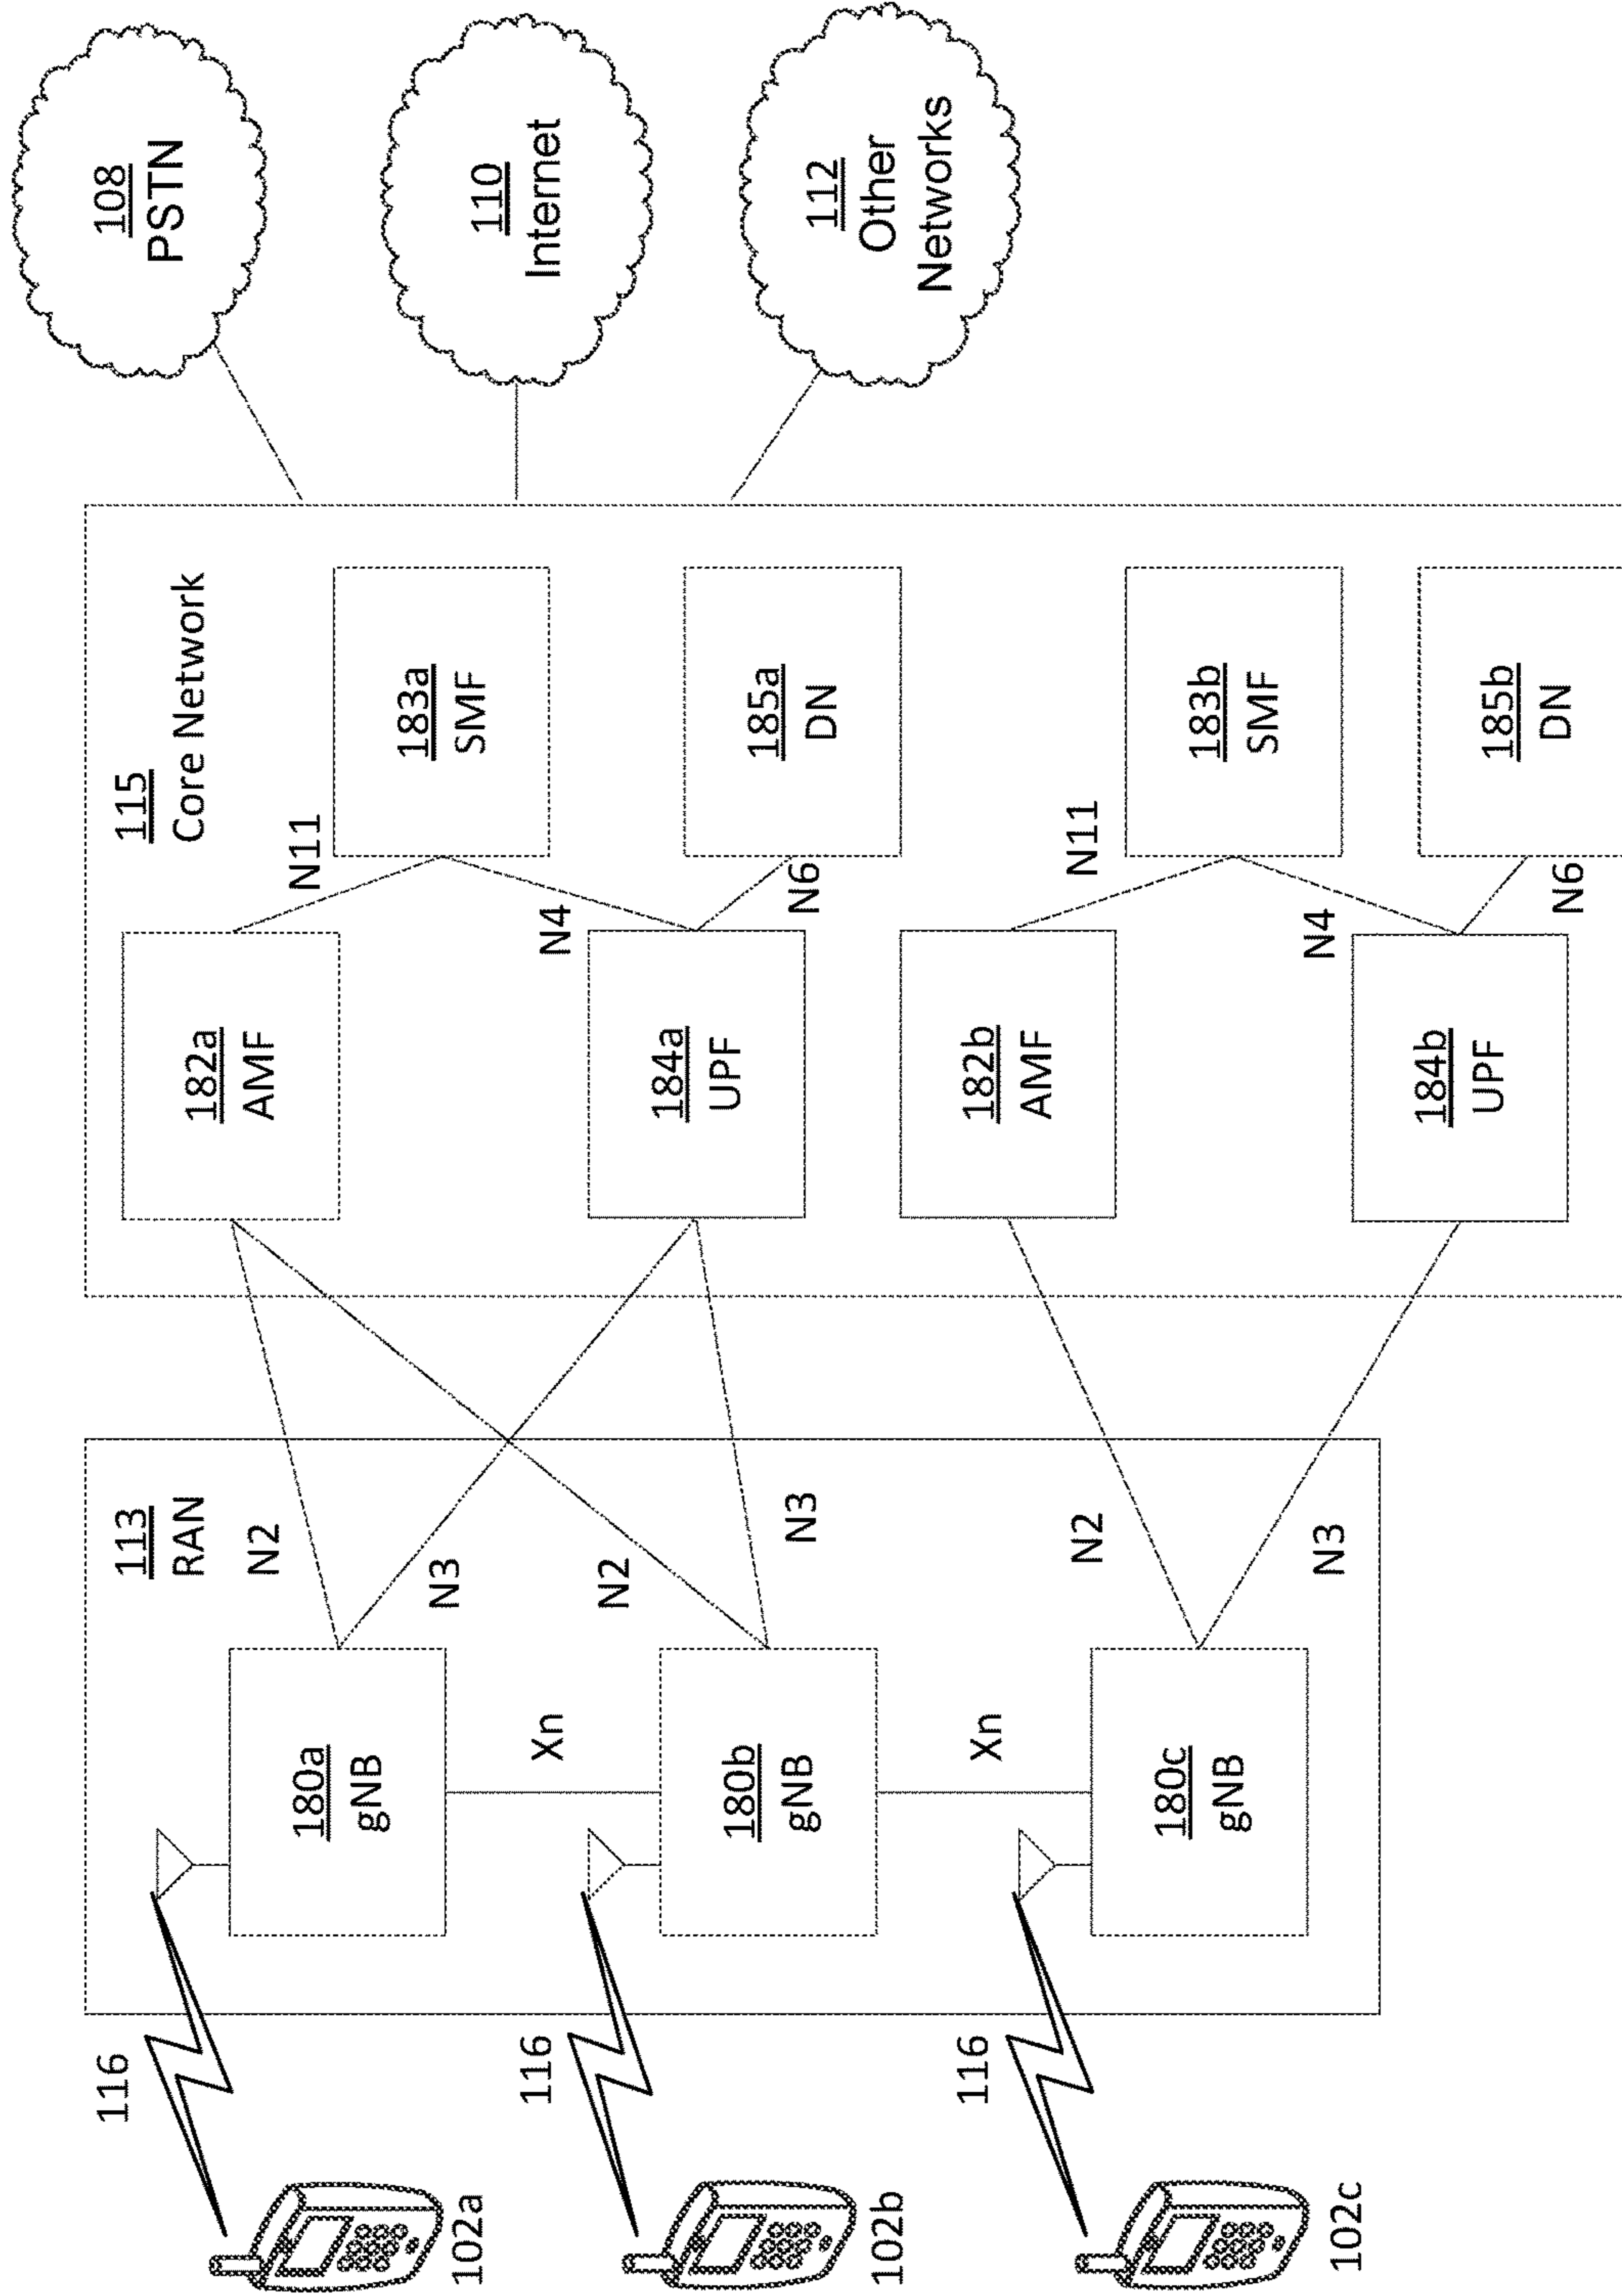 116
102a
116
102b
116
102c
113
RAN
180a
gNB
N2
N3
Xn
180b
gNB
N2
N3
Xn
180c
gNB
N2
N3
115
Core Network
182a
AMF
N11
183a
SMF
N4
184a
UPF
N6
185a
DN
182b
AMF
N11
183b
SMF
N4
184b
UPF
N6
185b
DN
108
PSTN
110
Internet
112
Other
Networks